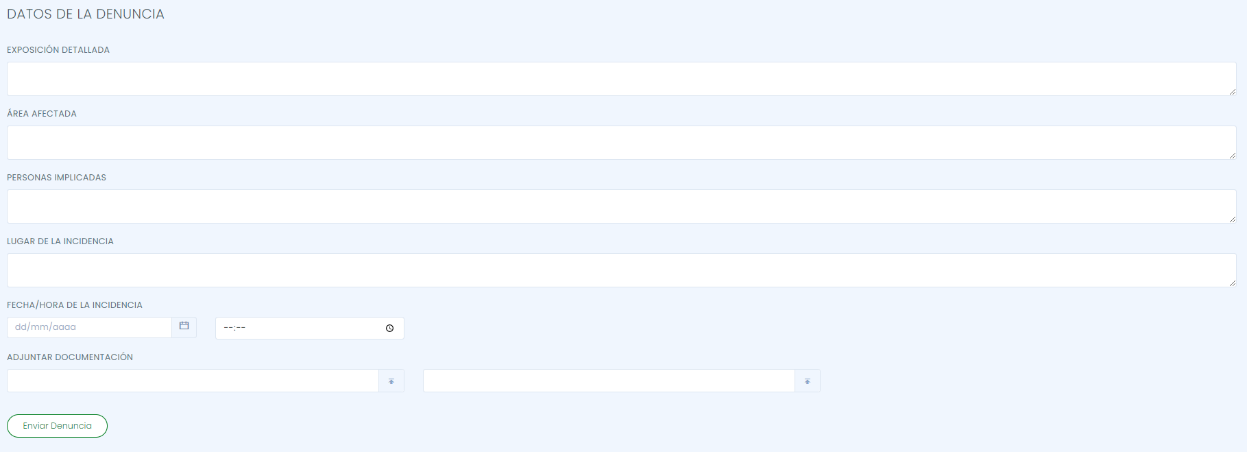 DATOS DE LA DENUNCIA
EXPOSICIÓN DETALLADA
ÁREA AFECTADA
PERSONAS IMPLICADAS
LUGAR DE LA INCIDENCIA
FECHA/HORA DE LA INCIDENCIA
dd/mm/aaaa --:--
ADJUNTAR DOCUMENTACIÓN
Enviar Denuncia